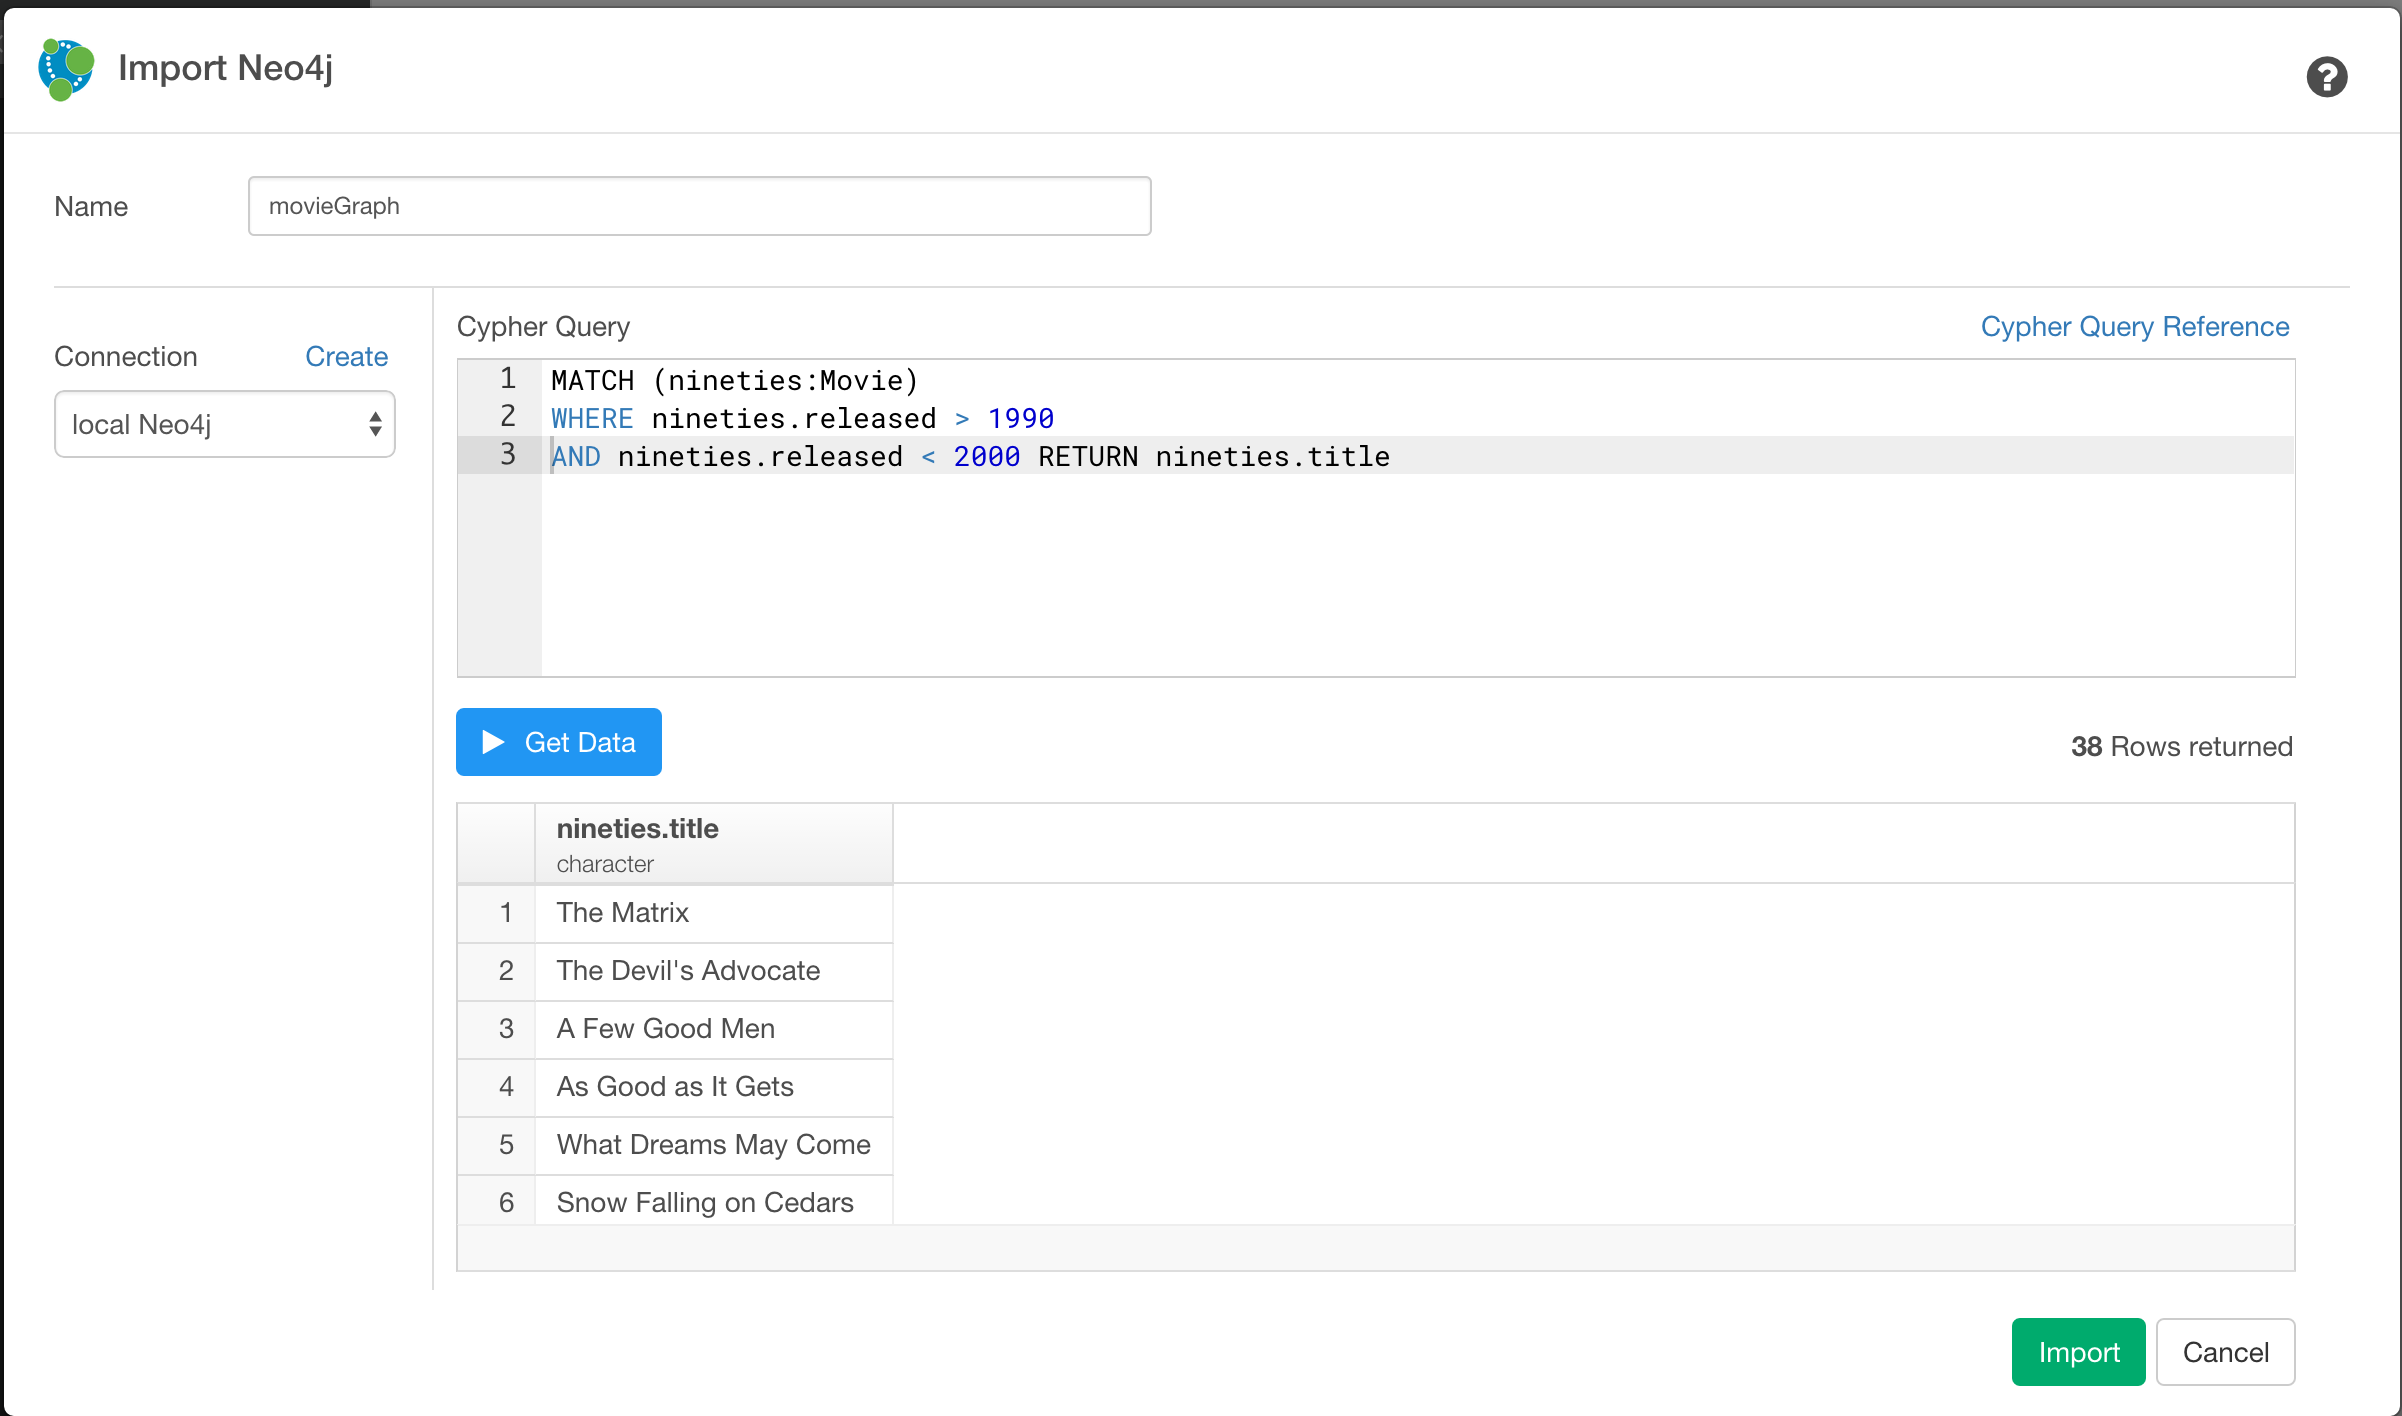 Import Neo4j
?
Name
movieGraph
Connection Create
local Neo4j
Cypher Query
Cypher Query Reference
1 MATCH (nineties:Movie)
2 WHERE nineties.released > 1990
3 AND nineties.released < 2000 RETURN nineties.title
Get Data
38 Rows returned
nineties.title
character
1 The Matrix
2 The Devil's Advocate
3 A Few Good Men
4 As Good as It Gets
5 What Dreams May Come
6 Snow Falling on Cedars
Import
Cancel